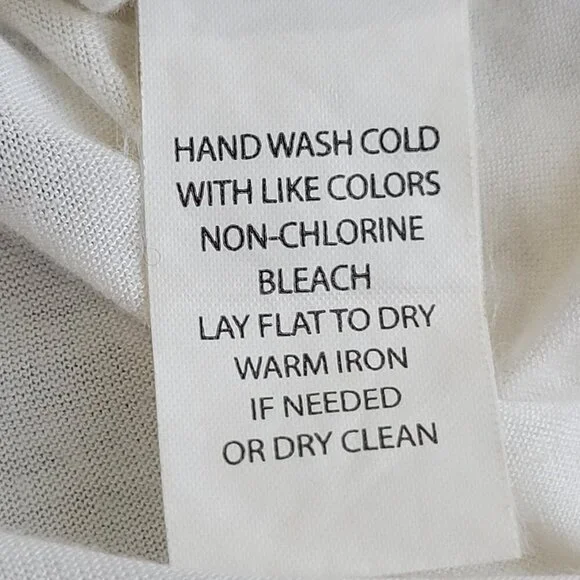 HAND WASH COLD
WITH LIKE COLORS
NON-CHLORINE
BLEACH
LAY FLAT TO DRY
WARM IRON
IF NEEDED
OR DRY CLEAN